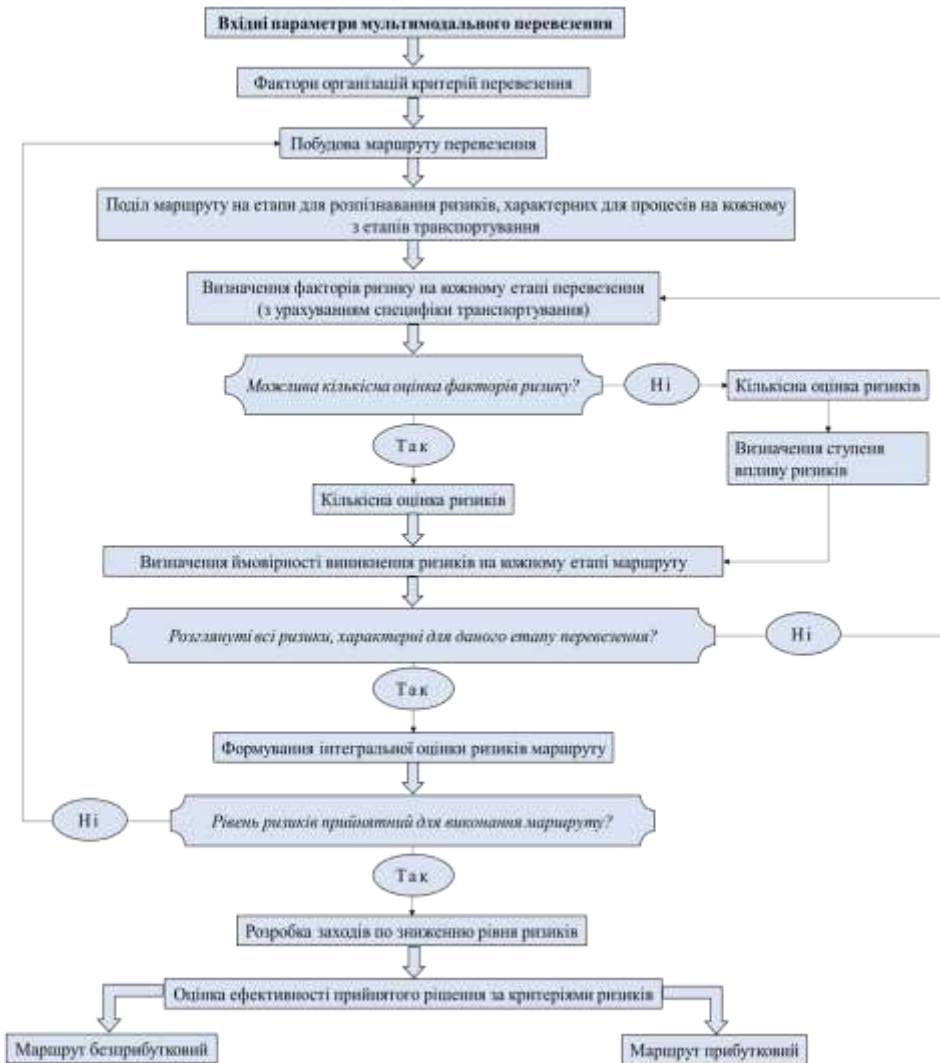 Вхідні параметри мультимодального перевезення
Фактори організацій критерій перевезення
Побудова маршруту перевезення
Поділ маршруту на етапи для розпізнавання ризиків, характерних для процесів на кожному
з етапів транспортування
Визначення факторів ризику на кожному етапі перевезення
(з урахуванням специфіки транспортування)
Можлива кількісна оцінка факторів ризику?
Ні
Кількісна оцінка ризиків
Так
Визначення ступеня
впливу ризиків
Кількісна оцінка ризиків
Визначення ймовірності виникнення ризиків на кожному етапі маршруту
Розглянуті всі ризики, характерні для даного етапу перевезення?
Ні
Так
Формування інтегральної оцінки ризиків маршруту
Ні
Рівень ризиків прийнятний для виконання маршруту?
Так
Розробка заходів по зниженню рівня ризиків
Оцінка ефективності прийнятого рішення за критеріями ризиків
Маршрут безприбутковий
Маршрут прибутковий